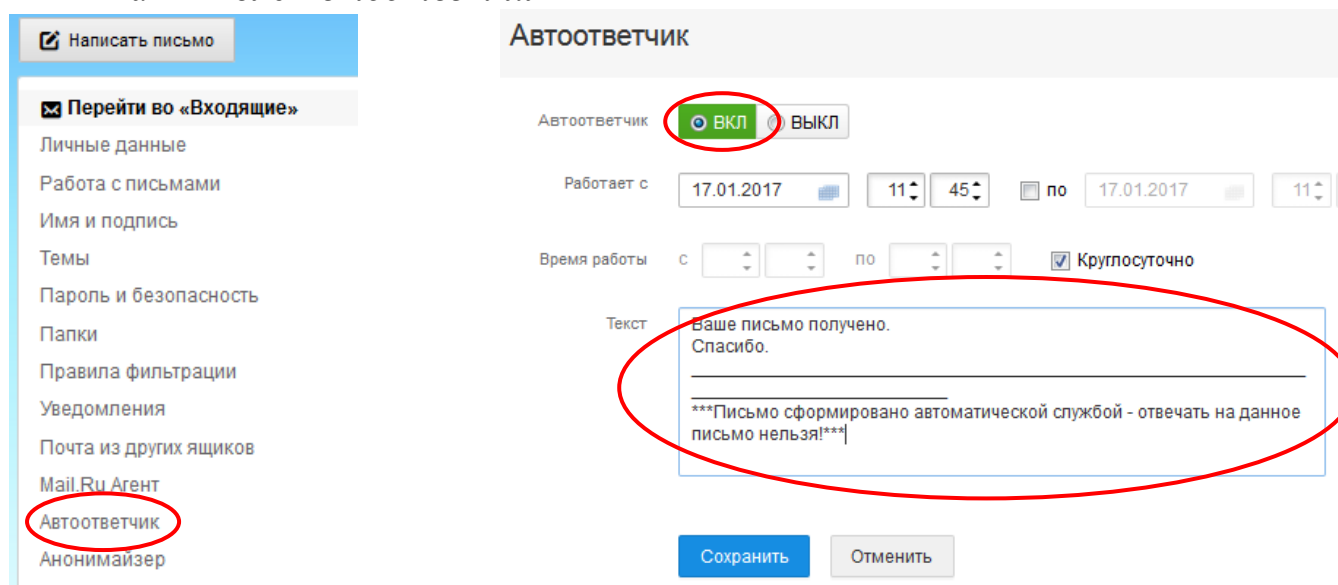 Написать письмо
Перейти во «Входящие»
Личные данные
Работа с письмами
Имя и подпись
Темы
Пароль и безопасность
Папки
Правила фильтрации
Уведомления
Почта из других ящиков
Mail.Ru Агент
Автоответчик
Анонимайзер
Автоответчик
Автоответчик ВКЛ ВЫКЛ
Работает с 17.01.2017 11 45 по 17.01.2017 11
Время работы с по Круглосуточно
Текст Ваше письмо получено.
Спасибо.
***Письмо сформировано автоматической службой - отвечать на данное
письмо нельзя!***
Сохранить Отменить